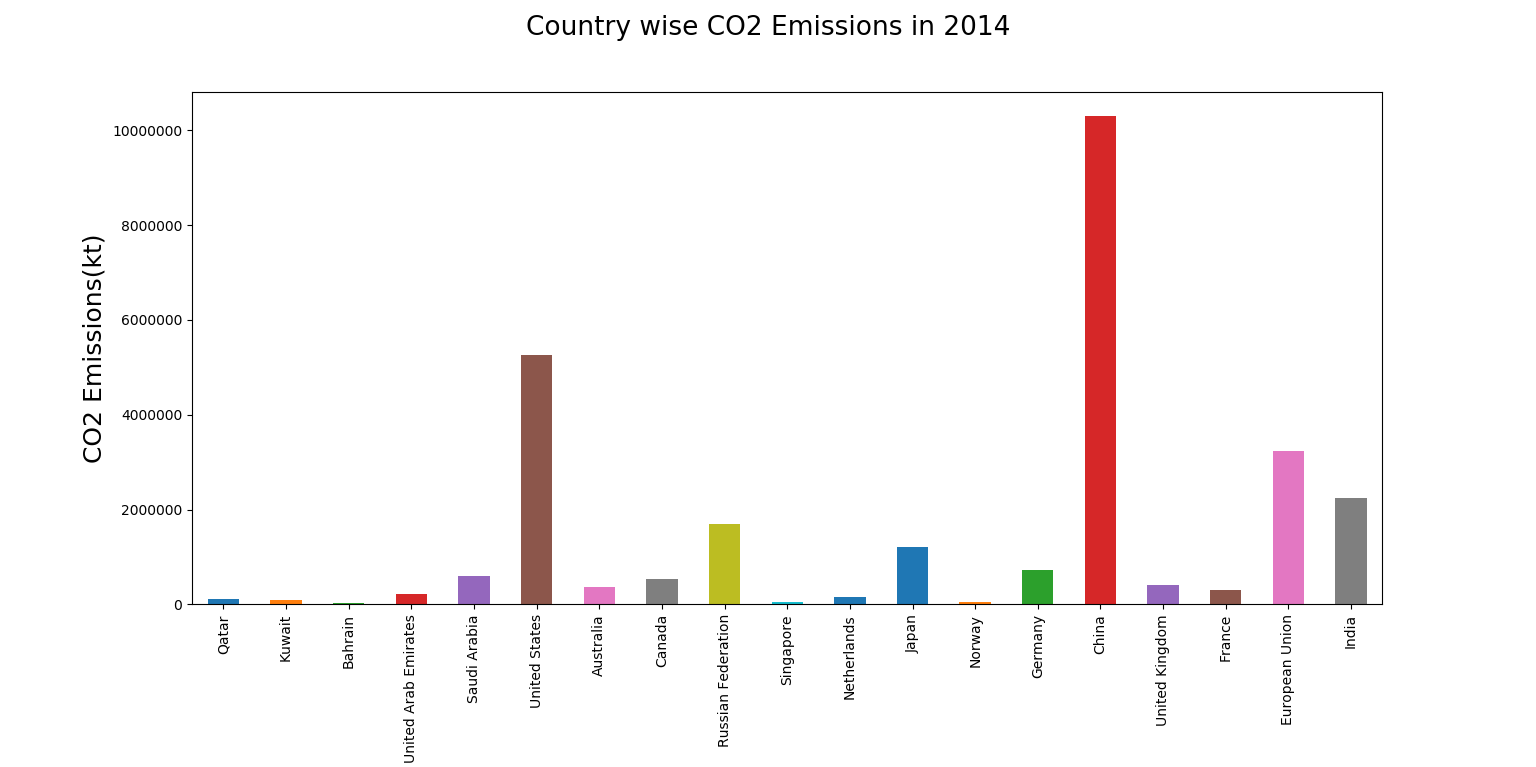 Country wise CO2 Emissions in 2014
CO2 Emissions(kt)
10000000
8000000
6000000
4000000
2000000
0
Qatar
Kuwait
Bahrain
United Arab Emirates
Saudi Arabia
United States
Australia
Canada
Russian Federation
Singapore
Netherlands
Japan
Norway
Germany
China
United Kingdom
France
European Union
India